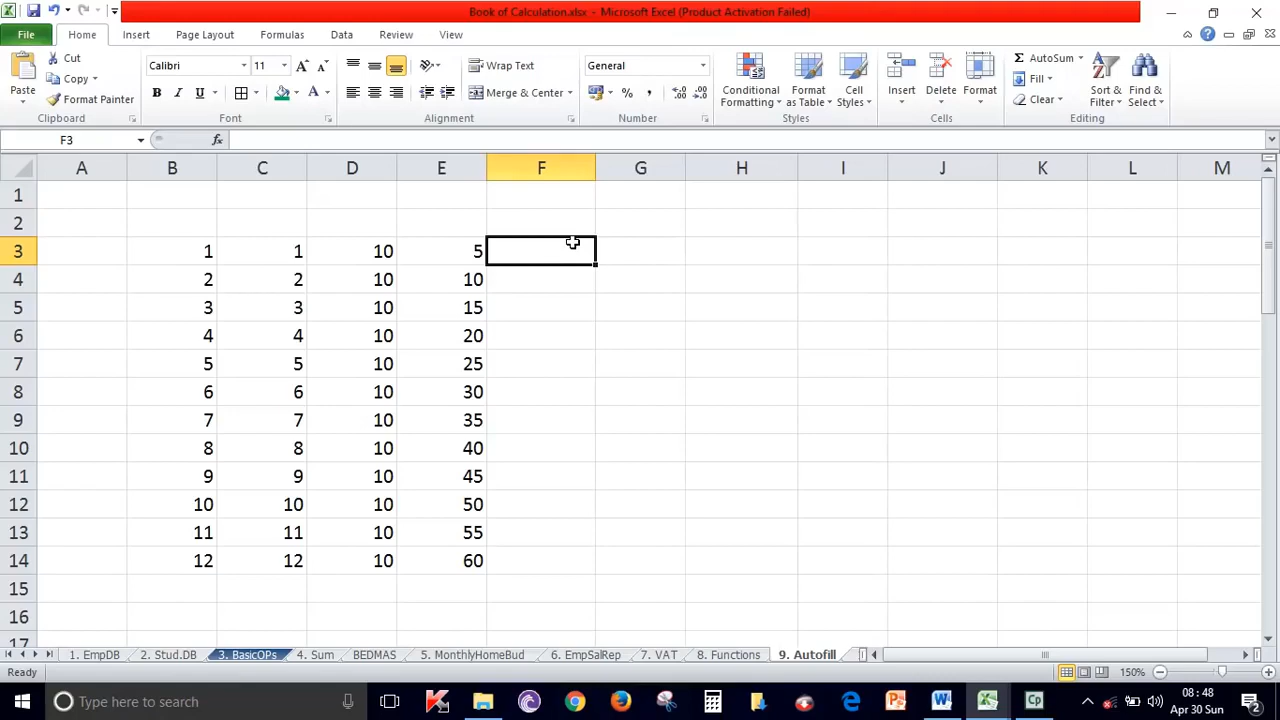 Book of Calculation.xlsx - Microsoft Excel (Product Activation Failed)
File Home Insert Page Layout Formulas Data Review View
Paste
Cut
Copy
Format Painter
Clipboard
Calibri 11
B I U
Font
Wrap Text
Merge & Center
Alignment
General
%
Number
Conditional Formatting
Format as Table
Cell Styles
Styles
Insert
Delete
Format
Cells
Σ AutoSum
Fill
Clear
Sort & Filter
Find & Select
Editing
F3 fx
A B C D E F G H I J K L M
1
2
3 1 1 10 5
4 2 2 10 10
5 3 3 10 15
6 4 4 10 20
7 5 5 10 25
8 6 6 10 30
9 7 7 10 35
10 8 8 10 40
11 9 9 10 45
12 10 10 10 50
13 11 11 10 55
14 12 12 10 60
15
16
17
1. EmpDB 2. Stud.DB 3. BasicOPs 4. Sum BEDMAS 5. MonthlyHomeBud 6. EmpSalRep 7. VAT 8. Functions 9. Autofill
Ready 150%
Type here to search
08:48
Apr 30 Sun